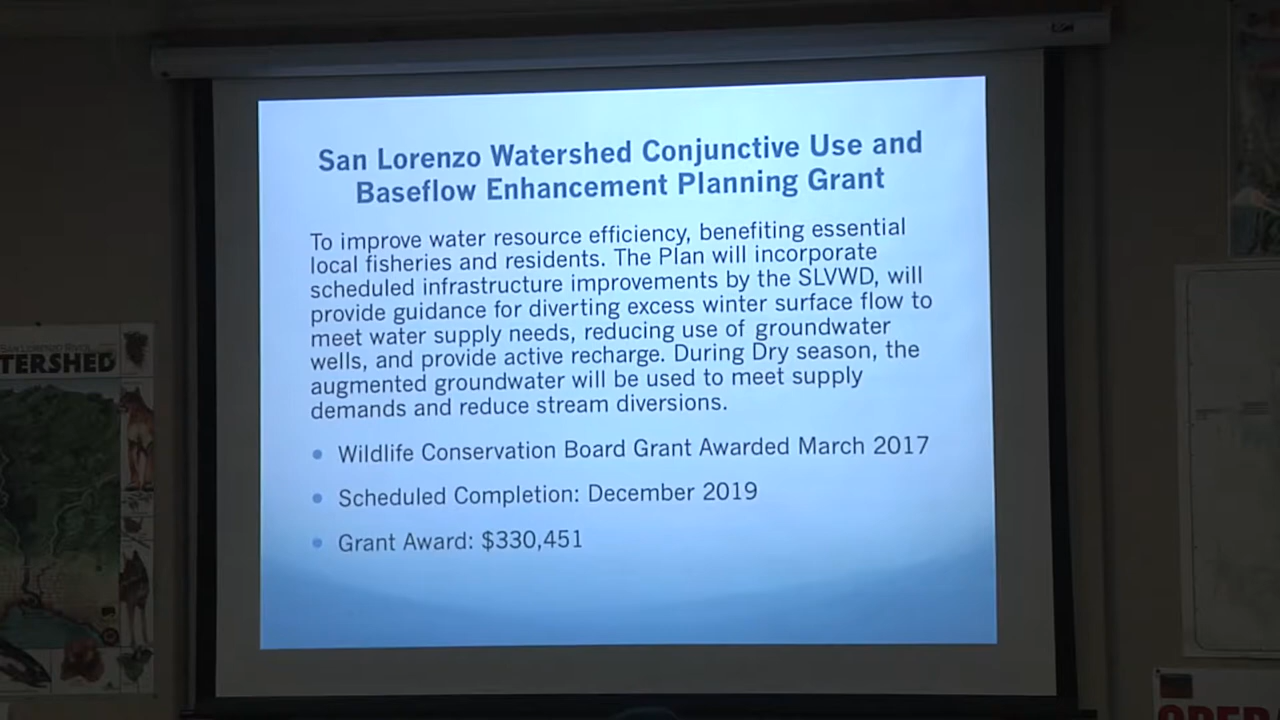 San Lorenzo Watershed Conjunctive Use and
Baseflow Enhancement Planning Grant
To improve water resource efficiency, benefiting essential
local fisheries and residents. The Plan will incorporate
scheduled infrastructure improvements by the SLVWD, will
provide guidance for diverting excess winter surface flow to
meet water supply needs, reducing use of groundwater
wells, and provide active recharge. During Dry season, the
augmented groundwater will be used to meet supply
demands and reduce stream diversions.
• Wildlife Conservation Board Grant Awarded March 2017
• Scheduled Completion: December 2019
• Grant Award: $330,451
San Lorenzo River
TERSHED